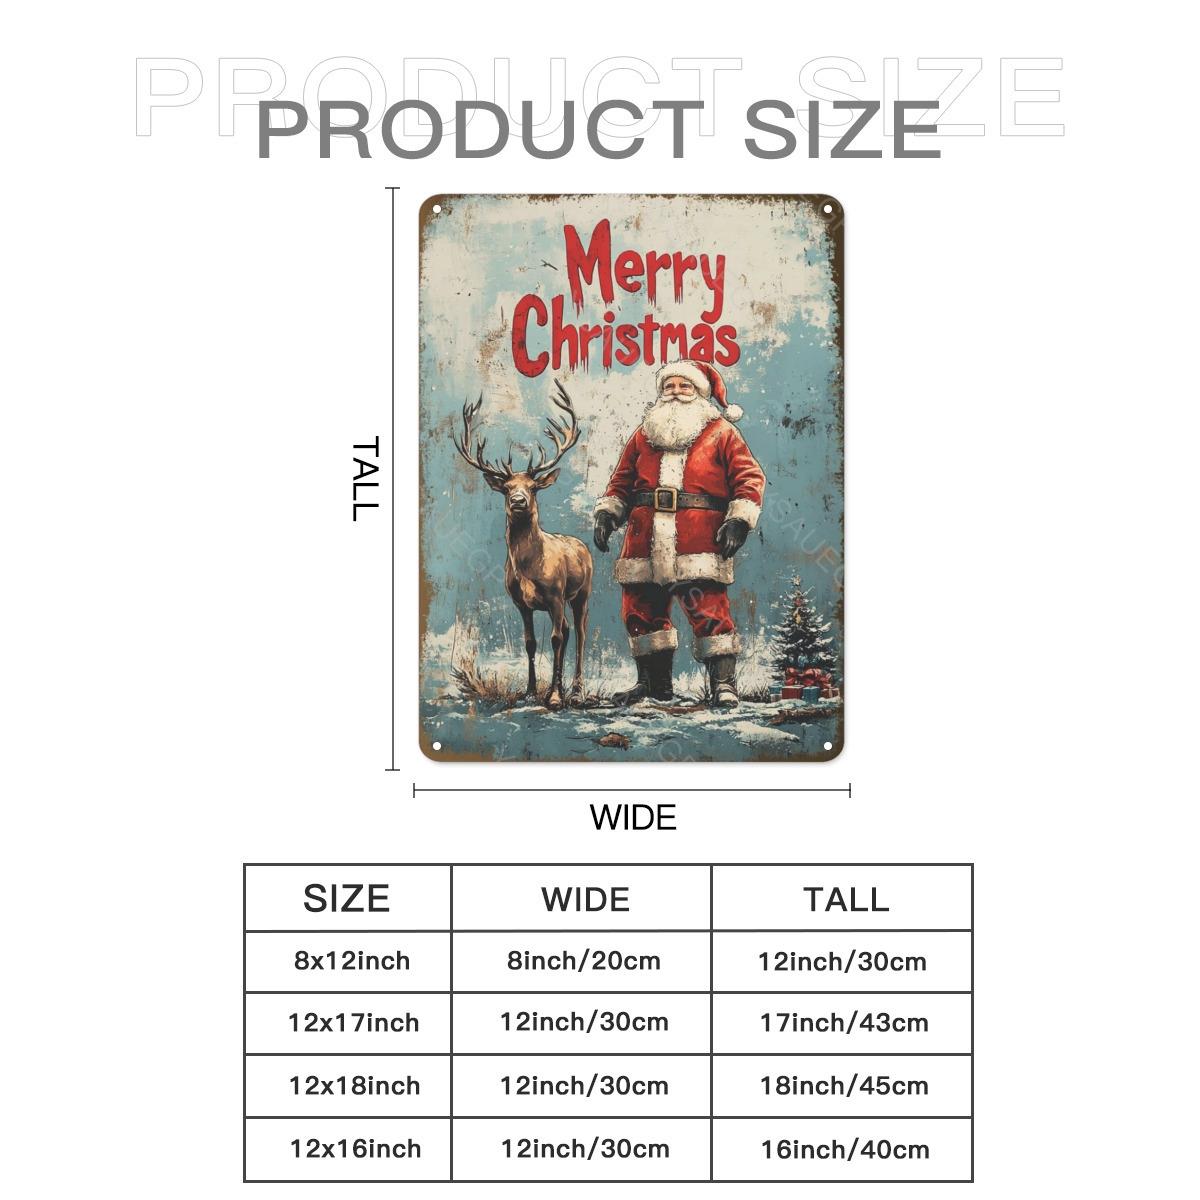 PRODUCT SIZE
PRODUCT SIZE
Merry
Christmas
TALL
WIDE
SIZE WIDE TALL
8x12inch 8inch/20cm 12inch/30cm
12x17inch 12inch/30cm 17inch/43cm
12x18inch 12inch/30cm 18inch/45cm
12x16inch 12inch/30cm 16inch/40cm